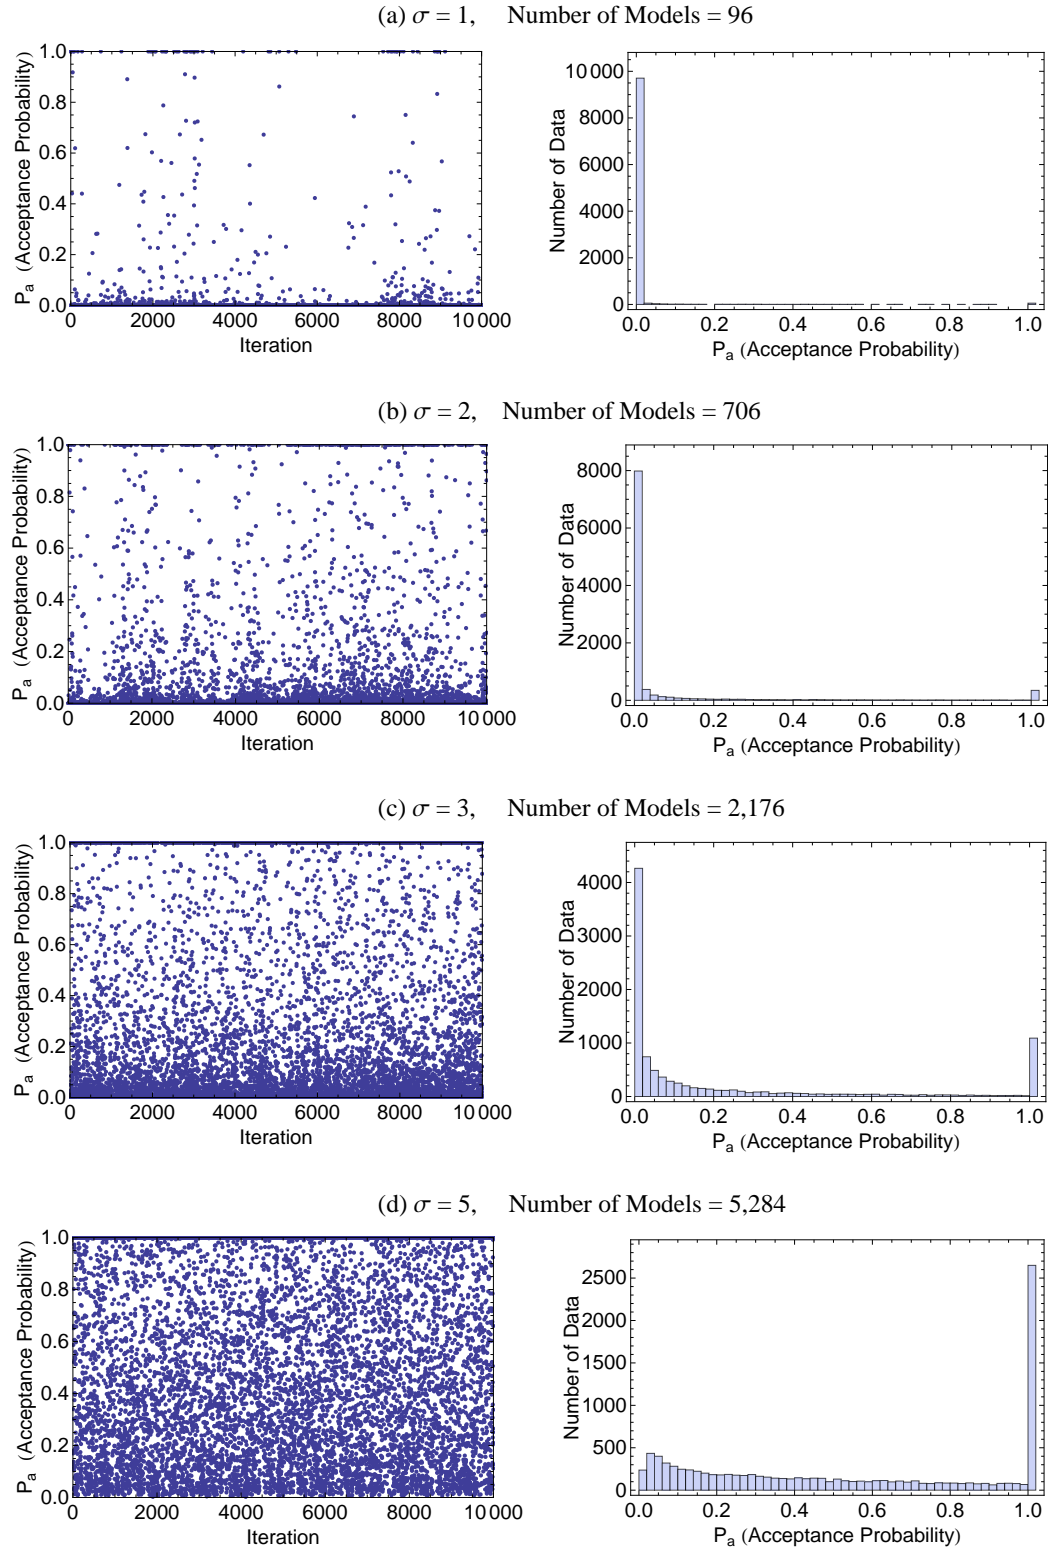 (a) σ = 1, Number of Models = 96
P_a (Acceptance Probability)
1.0
0.8
0.6
0.4
0.2
0.0
0 2000 4000 6000 8000 10 000
Iteration
Number of Data
10 000
8000
6000
4000
2000
0
0.0 0.2 0.4 0.6 0.8 1.0
P_a (Acceptance Probability)
(b) σ = 2, Number of Models = 706
P_a (Acceptance Probability)
1.0
0.8
0.6
0.4
0.2
0.0
0 2000 4000 6000 8000 10 000
Iteration
Number of Data
8000
6000
4000
2000
0
0.0 0.2 0.4 0.6 0.8 1.0
P_a (Acceptance Probability)
(c) σ = 3, Number of Models = 2,176
P_a (Acceptance Probability)
1.0
0.8
0.6
0.4
0.2
0.0
0 2000 4000 6000 8000 10 000
Iteration
Number of Data
4000
3000
2000
1000
0
0.0 0.2 0.4 0.6 0.8 1.0
P_a (Acceptance Probability)
(d) σ = 5, Number of Models = 5,284
P_a (Acceptance Probability)
1.0
0.8
0.6
0.4
0.2
0.0
0 2000 4000 6000 8000 10 000
Iteration
Number of Data
2500
2000
1500
1000
500
0
0.0 0.2 0.4 0.6 0.8 1.0
P_a (Acceptance Probability)